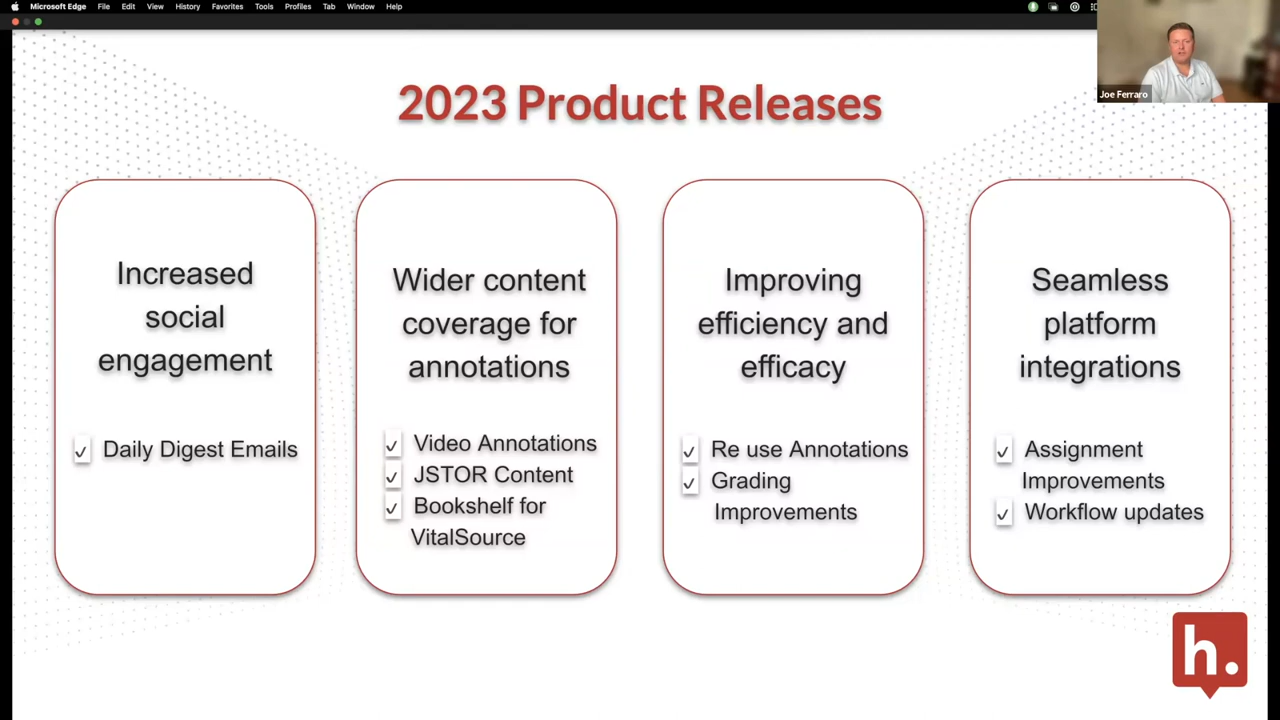 Microsoft Edge File Edit View History Favorites Tools Profiles Tab Window Help
Joe Ferraro
2023 Product Releases
Increased
social
engagement
Daily Digest Emails
Wider content
coverage for
annotations
Video Annotations
JSTOR Content
Bookshelf for
VitalSource
Improving
efficiency and
efficacy
Re use Annotations
Grading
Improvements
Seamless
platform
integrations
Assignment
Improvements
Workflow updates
h.